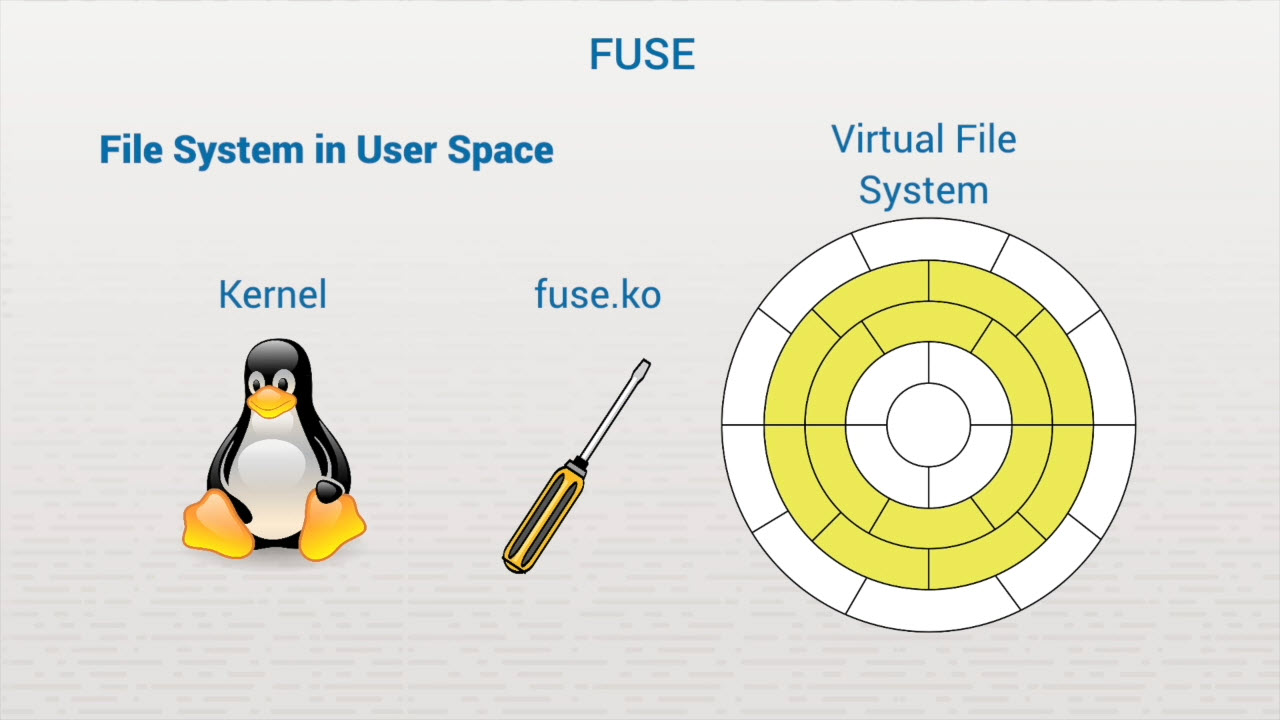 FUSE
File System in User Space
Virtual File
System
Kernel
fuse.ko